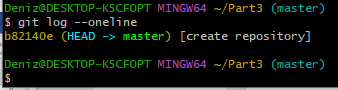 Deniz@DESKTOP-K5CFOPT MINGW64 ~/Part3 (master)
$ git log --oneline
b82140e (HEAD -> master) [create repository]
Deniz@DESKTOP-K5CFOPT MINGW64 ~/Part3 (master)
$